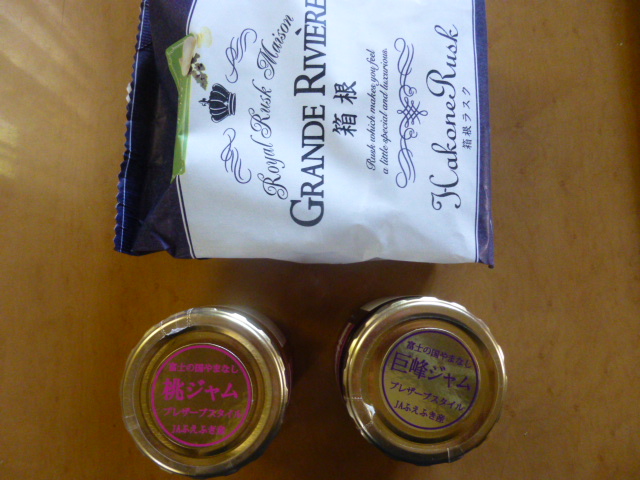 Royal Rusk Maison
GRANDE RIVIÈRE
箱根
Rusk which makes you feel
a little special and luxurious.
Hakone Rusk
箱根ラスク
富士の国やまなし
桃ジャム
プレザーブスタイル
JAふえふき産
富士の国やまなし
巨峰ジャム
プレザーブスタイル
JAふえふき産